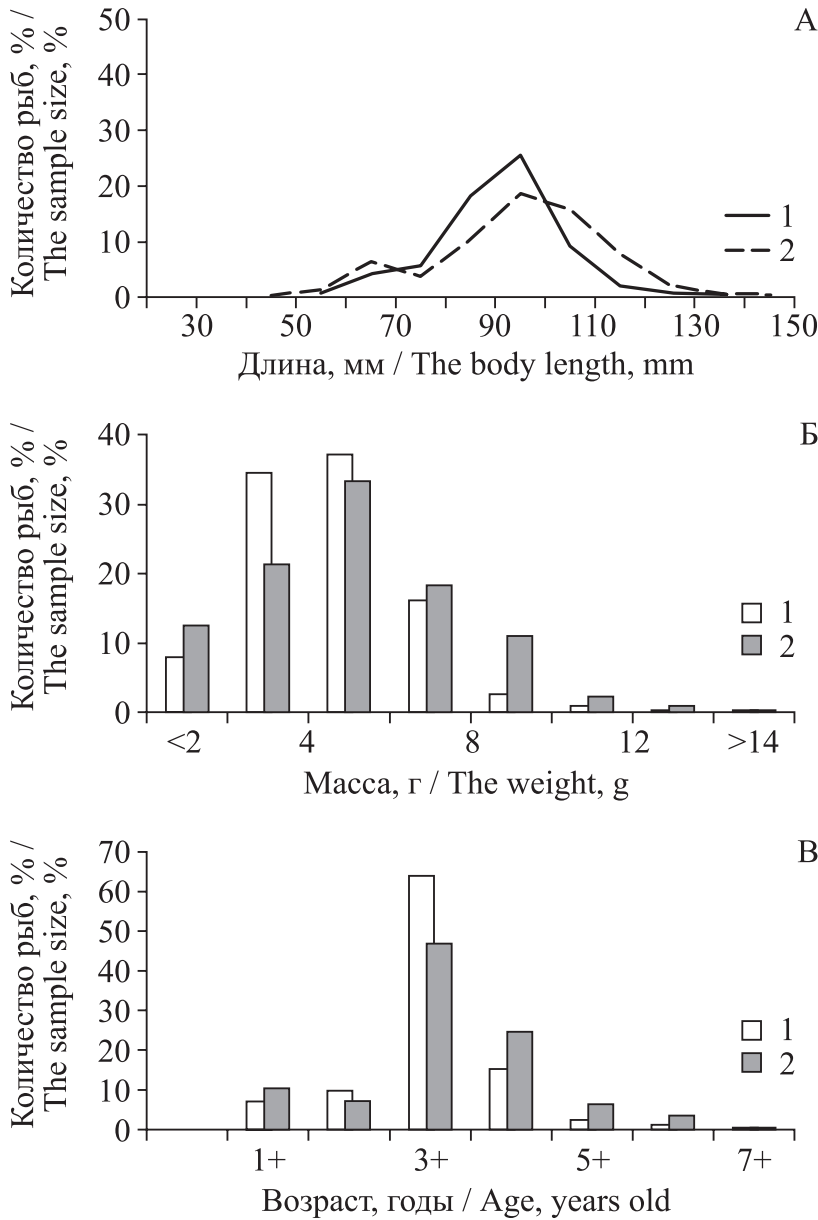 Количество рыб, % /
The sample size, %
А
50
40
30
20
10
0
1
2
30 50 70 90 110 130 150
Длина, мм / The body length, mm
Количество рыб, % /
The sample size, %
Б
40
30
20
10
0
1
2
<2 4 8 12 >14
Масса, г / The weight, g
Количество рыб, % /
The sample size, %
В
70
60
50
40
30
20
10
0
1
2
1+ 3+ 5+ 7+
Возраст, годы / Age, years old